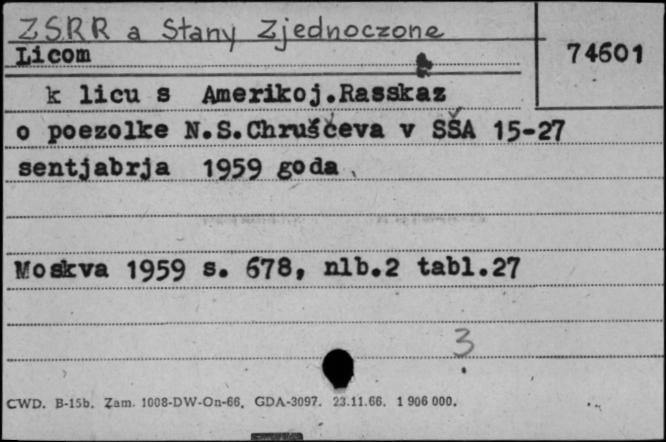 ZSRR a Stany Zjednoczone
Licom
74601
k licu s Amerikoj.Rasskaz
o poezolke N.S.Chruščeva v SŠA 15-27
sentjabrja 1959 goda
Moskva 1959 s. 678, nlb.2 tabl.27
3
CWD. B-15b. Zam. 1008-DW-On-66. GDA-3097. 23.11.66. 1 906 000.